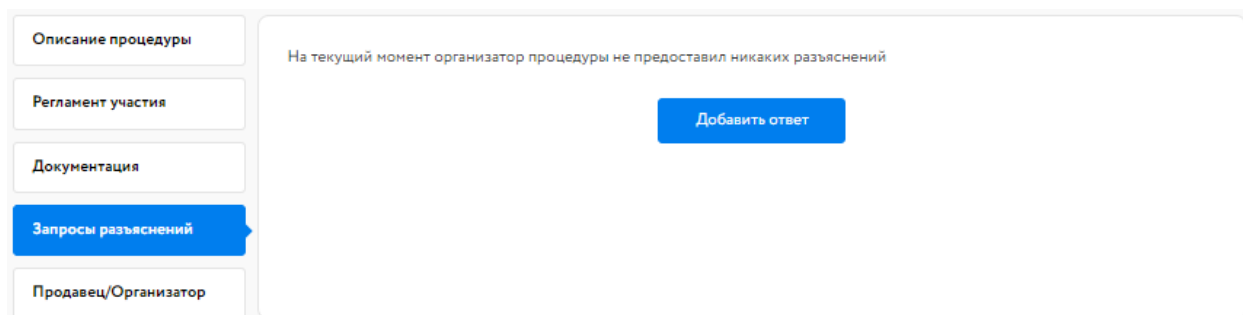 Описание процедуры
Регламент участия
Документация
Запросы разъяснений
Продавец/Организатор
На текущий момент организатор процедуры не предоставил никаких разъяснений
Добавить ответ